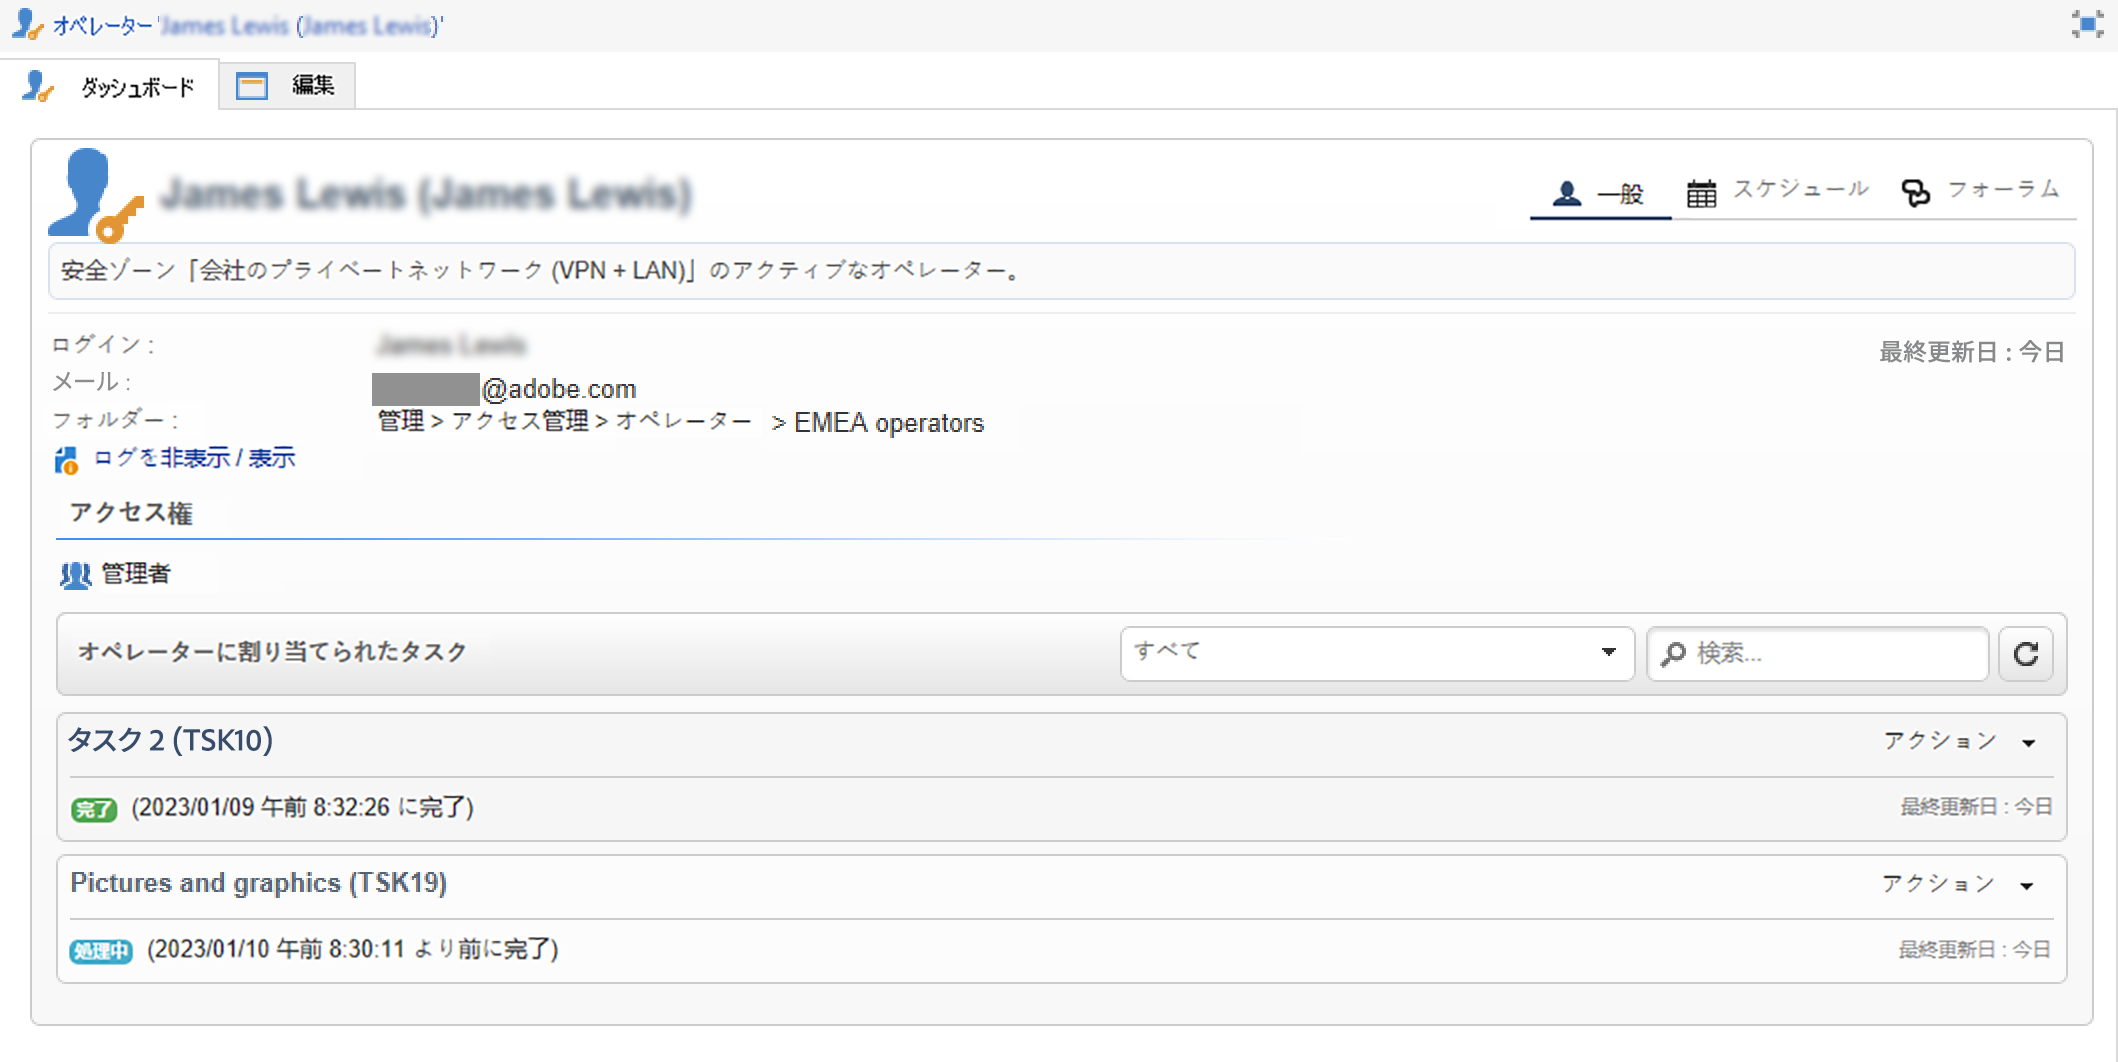 オペレーター 'James Lewis (James Lewis)'
ダッシュボード 編集
James Lewis (James Lewis)
一般 スケジュール フォーラム
安全ゾーン「会社のプライベートネットワーク (VPN + LAN)」のアクティブなオペレーター。
ログイン : James Lewis
最終更新日 : 今日
メール : @adobe.com
フォルダー : 管理 > アクセス管理 > オペレーター > EMEA operators
ログを非表示 / 表示
アクセス権
管理者
オペレーターに割り当てられたタスク すべて 検索...
タスク 2 (TSK10) アクション
完了 (2023/01/09 午前 8:32:26 に完了) 最終更新日 : 今日
Pictures and graphics (TSK19) アクション
処理中 (2023/01/10 午前 8:30:11 より前に完了) 最終更新日 : 今日